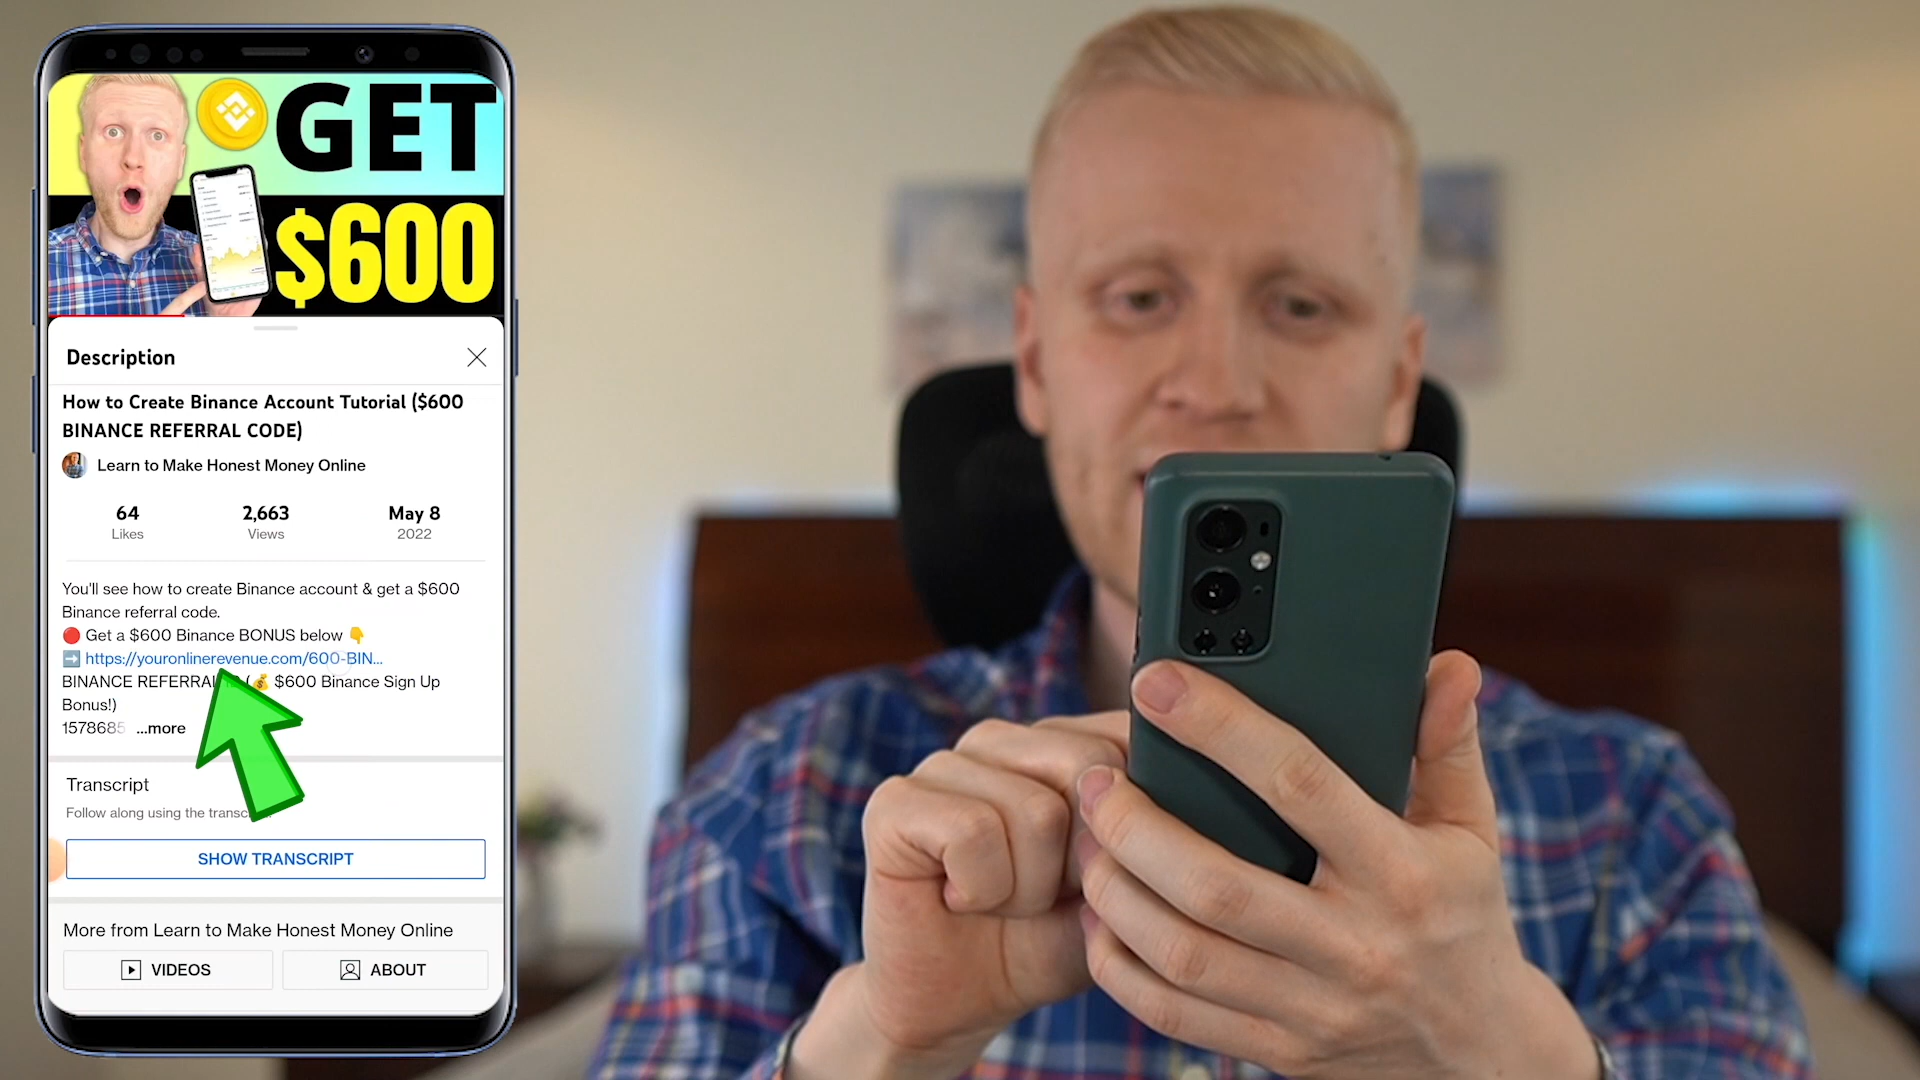 GET
$600
Description
How to Create Binance Account Tutorial ($600
BINANCE REFERRAL CODE)
Learn to Make Honest Money Online
64
Likes
2,663
Views
May 8
2022
You'll see how to create Binance account & get a $600
Binance referral code.
🔴 Get a $600 Binance BONUS below 👇
➡️ https://youronlinerevenue.com/600-BIN...
BINANCE REFERRAL (💰 $600 Binance Sign Up
Bonus!)
1578685 ...more
Transcript
Follow along using the
SHOW TRANSCRIPT
More from Learn to Make Honest Money Online
VIDEOS
ABOUT